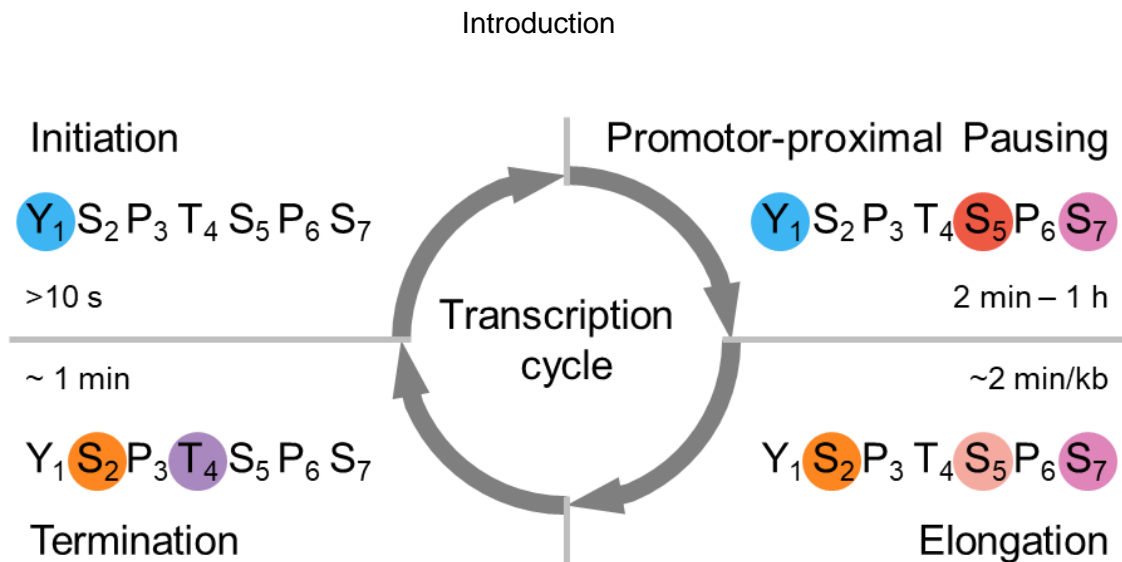 Introduction
Initiation
Y₁ S₂ P₃ T₄ S₅ P₆ S₇
>10 s
Promotor-proximal Pausing
Y₁ S₂ P₃ T₄ S₅ P₆ S₇
2 min – 1 h
Transcription
cycle
~ 1 min
Y₁ S₂ P₃ T₄ S₅ P₆ S₇
Termination
~2 min/kb
Y₁ S₂ P₃ T₄ S₅ P₆ S₇
Elongation